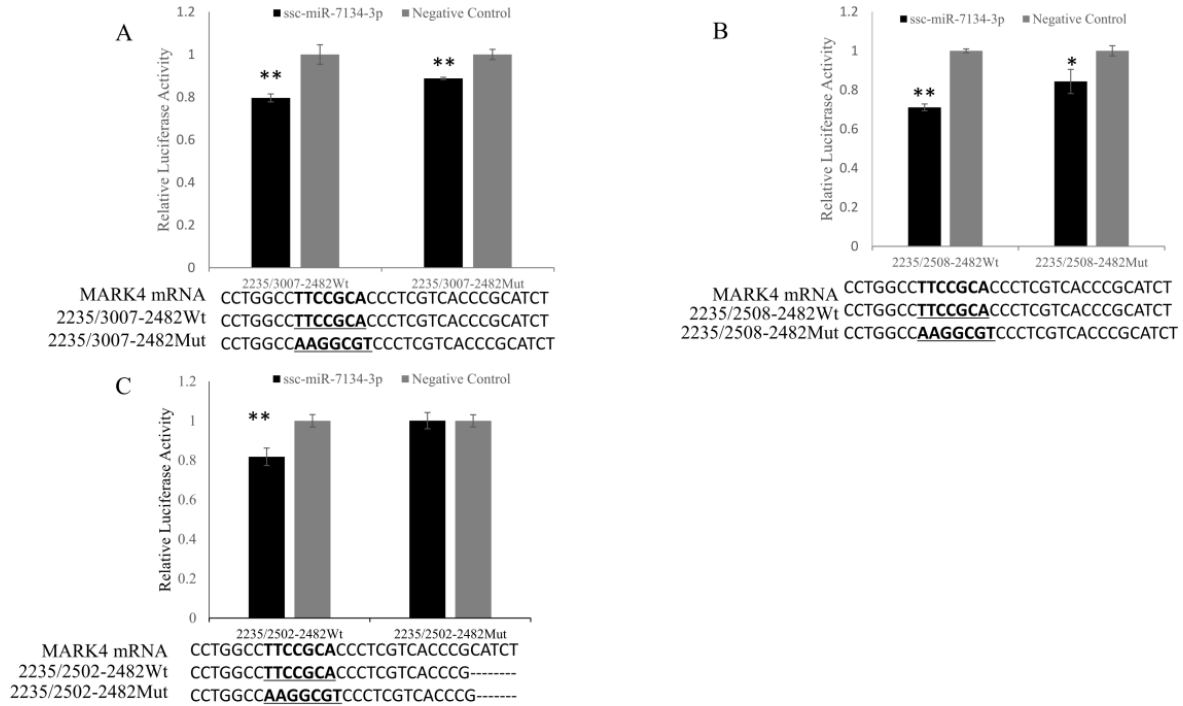 A
■ssc-miR-7134-3p ■Negative Control
Relative Luciferase Activity
1.2
1
0.8
0.6
0.4
0.2
0
**
**
2235/3007-2482Wt 2235/3007-2482Mut
MARK4 mRNA CCTGGCCTTCCGCACCCTCGTCACCCGCATCT
2235/3007-2482Wt CCTGGCCTTCCGCACCCTCGTCACCCGCATCT
2235/3007-2482Mut CCTGGCCAAGGCGTCCCTCGTCACCCGCATCT
B
■ssc-miR-7134-3p ■Negative Control
Relative Luciferase Activity
1.2
1
0.8
0.6
0.4
0.2
0
**
*
2235/2508-2482Wt 2235/2508-2482Mut
MARK4 mRNA CCTGGCCTTCCGCACCCTCGTCACCCGCATCT
2235/2508-2482Wt CCTGGCCTTCCGCACCCTCGTCACCCGCATCT
2235/2508-2482Mut CCTGGCCAAGGCGTCCCTCGTCACCCGCATCT
C
■ssc-miR-7134-3p ■Negative Control
Relative Luciferase Activity
1.2
1
0.8
0.6
0.4
0.2
0
**
2235/2502-2482Wt 2235/2502-2482Mut
MARK4 mRNA CCTGGCCTTCCGCACCCTCGTCACCCGCATCT
2235/2502-2482Wt CCTGGCCTTCCGCACCCTCGTCACCCG-------
2235/2502-2482Mut CCTGGCCAAGGCGTCCCTCGTCACCCG-------